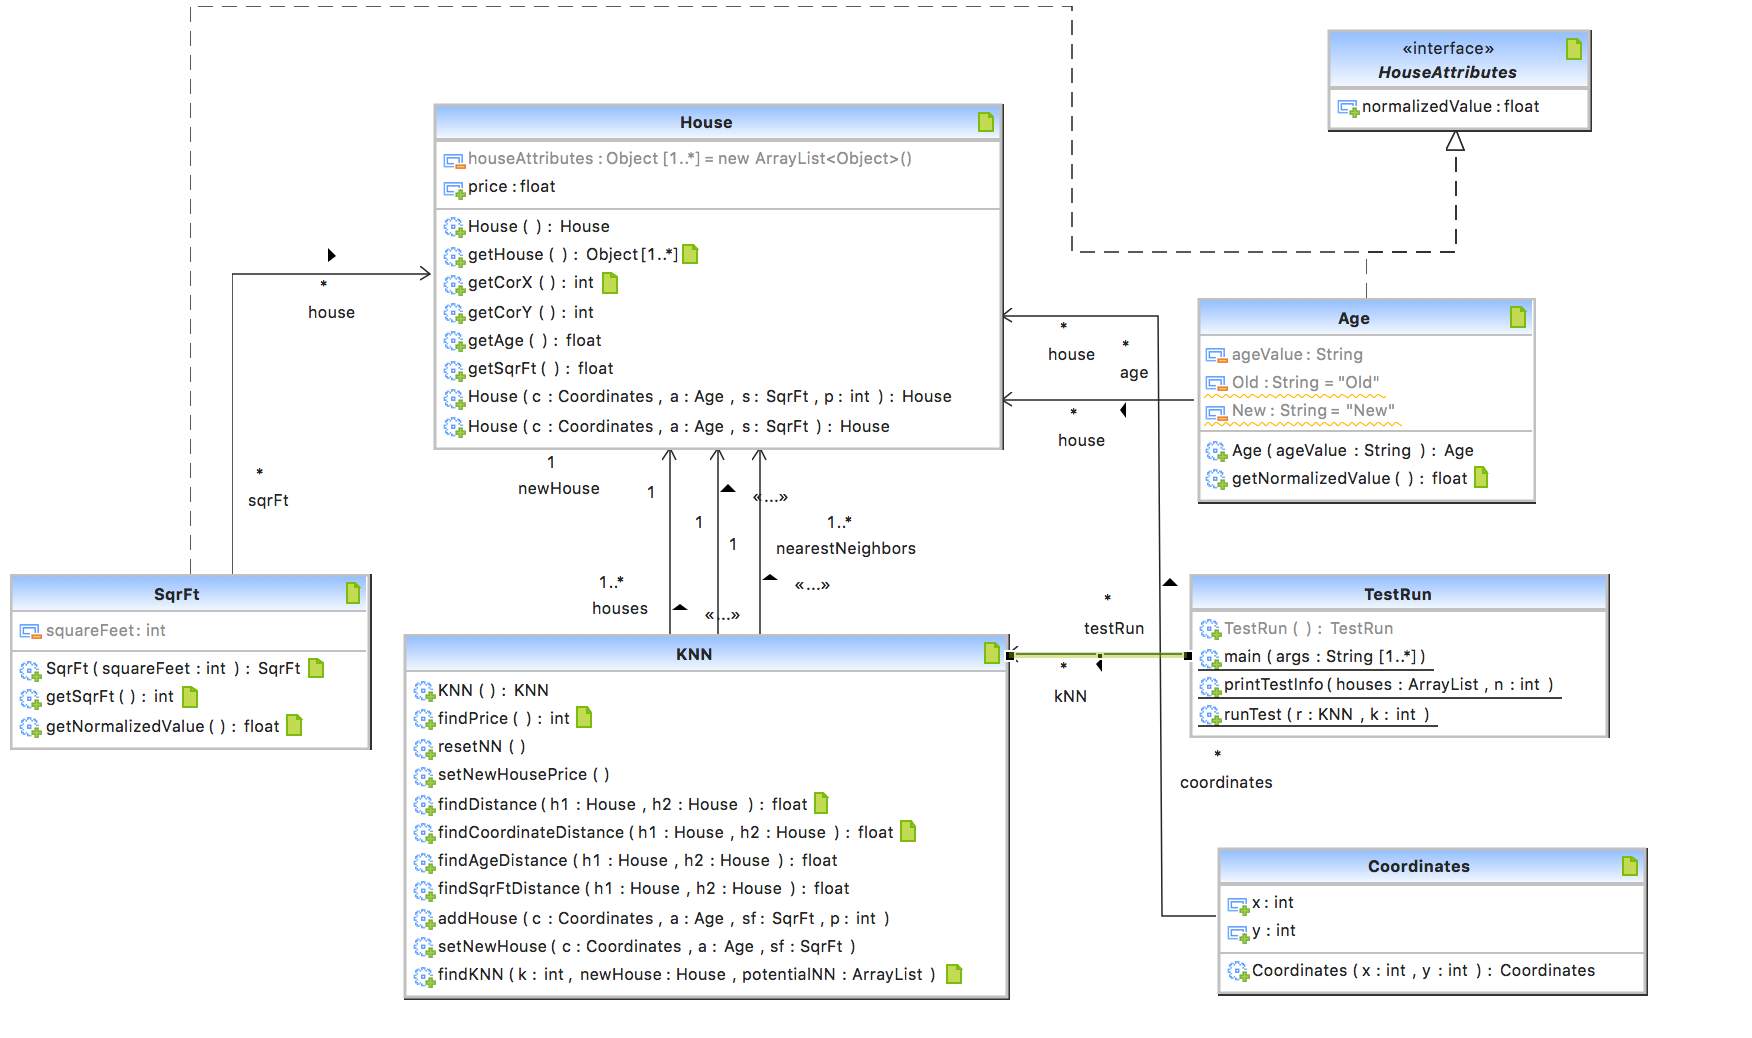 «interface»
HouseAttributes
normalizedValue : float
House
houseAttributes : Object [1..*] = new ArrayList<Object>()
price : float
House ( ) : House
getHouse ( ) : Object [1..*]
getCorX ( ) : int
getCorY ( ) : int
getAge ( ) : float
getSqrFt ( ) : float
House ( c : Coordinates , a : Age , s : SqrFt , p : int ) : House
House ( c : Coordinates , a : Age , s : SqrFt ) : House
*
house
*
sqrFt
*
house
*
age
*
house
Age
ageValue : String
Old : String = "Old"
New : String = "New"
Age ( ageValue : String ) : Age
getNormalizedValue ( ) : float
1
newHouse
1
«...»
1
1
1..*
nearestNeighbors
1..*
houses
«...»
«...»
SqrFt
squareFeet : int
SqrFt ( squareFeet : int ) : SqrFt
getSqrFt ( ) : int
getNormalizedValue ( ) : float
KNN
KNN ( ) : KNN
findPrice ( ) : int
resetNN ( )
setNewHousePrice ( )
findDistance ( h1 : House , h2 : House ) : float
findCoordinateDistance ( h1 : House , h2 : House ) : float
findAgeDistance ( h1 : House , h2 : House ) : float
findSqrFtDistance ( h1 : House , h2 : House ) : float
addHouse ( c : Coordinates , a : Age , sf : SqrFt , p : int )
setNewHouse ( c : Coordinates , a : Age , sf : SqrFt )
findKNN ( k : int , newHouse : House , potentialNN : ArrayList )
*
testRun
*
kNN
TestRun
TestRun ( ) : TestRun
main ( args : String [1..*] )
printTestInfo ( houses : ArrayList , n : int )
runTest ( r : KNN , k : int )
*
coordinates
Coordinates
x : int
y : int
Coordinates ( x : int , y : int ) : Coordinates